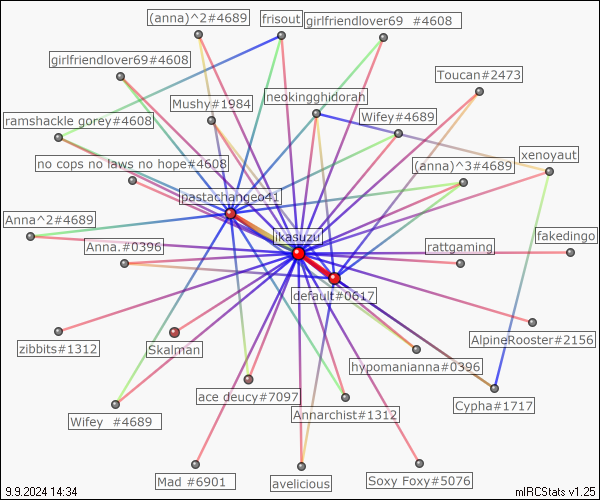 (anna)^2#4689
frisout
girlfriendlover69  #4608
girlfriendlover69#4608
Toucan#2473
Mushy#1984
neokingghidorah
ramshackle gorey#4608
Wifey#4689
xenoyaut
no cops no laws no hope#4608
(anna)^3#4689
pastachangeo41
Anna^2#4689
ikasuzu
fakedingo
Anna.#0396
rattgaming
default#0617
zibbits#1312
Skalman
AlpineRooster#2156
hypomanianna#0396
ace deucy#7097
Cypha#1717
Wifey  #4689
Annarchist#1312
Mad #6901
avelicious
Soxy Foxy#5076
9.9.2024 14:34
mIRCStats v1.25